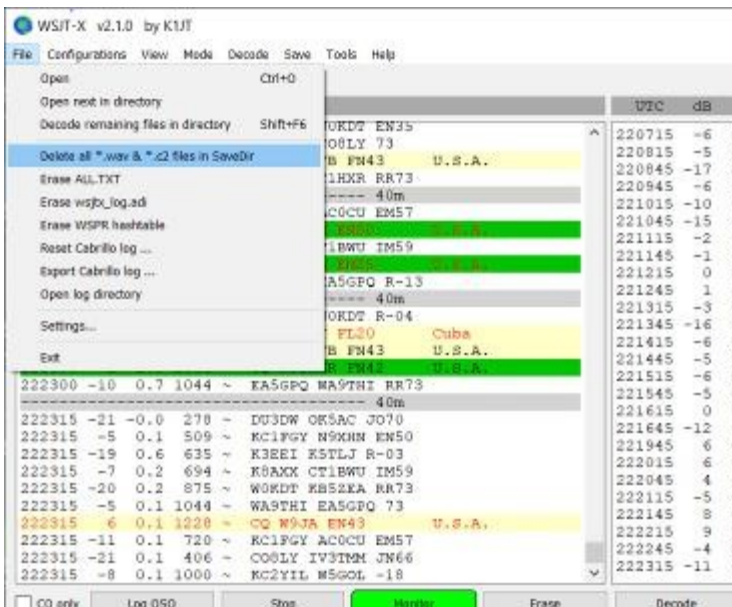 WSJT-X v2.1.0 by K1JT
File Configurations View Mode Decode Save Tools Help
Open Ctrl+O
Open next in directory
Decode remaining files in directory Shift+F6
Delete all *.wav & *.c2 files in SaveDir
Erase ALL.TXT
Erase wsjtx_log.adi
Erase WSPR hashtable
Reset Cabrillo log ...
Export Cabrillo log ...
Open log directory
Settings...
Exit
EN35
73
FN43 U.S.A.
RR73
---- 40m
EM57
IM59
R-13
---- 40m
R-04
FL20 Cuba
FN43 U.S.A.
222300 -10 0.7 1044 ~ EA5GPQ WA9THI RR73
40m
222315 -21 -0.0 278 ~ DU3DW OK5AC JO70
222315 -5 0.1 509 ~ KC1FGY N9XHN EN50
222315 -19 0.6 635 ~ K3EEI K5TLJ R-03
222315 -7 0.2 694 ~ K8AXX CT1BWU IM59
222315 -20 0.2 875 ~ W0KDT KB5ZKA RR73
222315 -5 0.1 1044 ~ WA9THI EA5GPQ 73
222315 6 0.1 1228 ~ CQ W9JA EN43 U.S.A.
222315 -11 0.1 720 ~ KC1FGY AC0CU EM57
222315 -21 0.1 406 ~ CO8LY IV3TMM JN66
222315 -8 0.1 1000 ~ KC2YIL W5GOL -18
UTC dB
220715 -6
220815 -5
220845 -17
220945 -6
221015 -10
221045 -15
221115 -2
221145 -1
221215 0
221245 1
221315 -3
221345 -16
221415 -6
221445 -5
221515 -6
221545 -5
221615 0
221645 -12
221945 6
222015 6
222045 4
222115 -5
222145 8
222215 9
222245 -4
222315 -11
CQ only Log QSO Stop Monitor Erase Decode